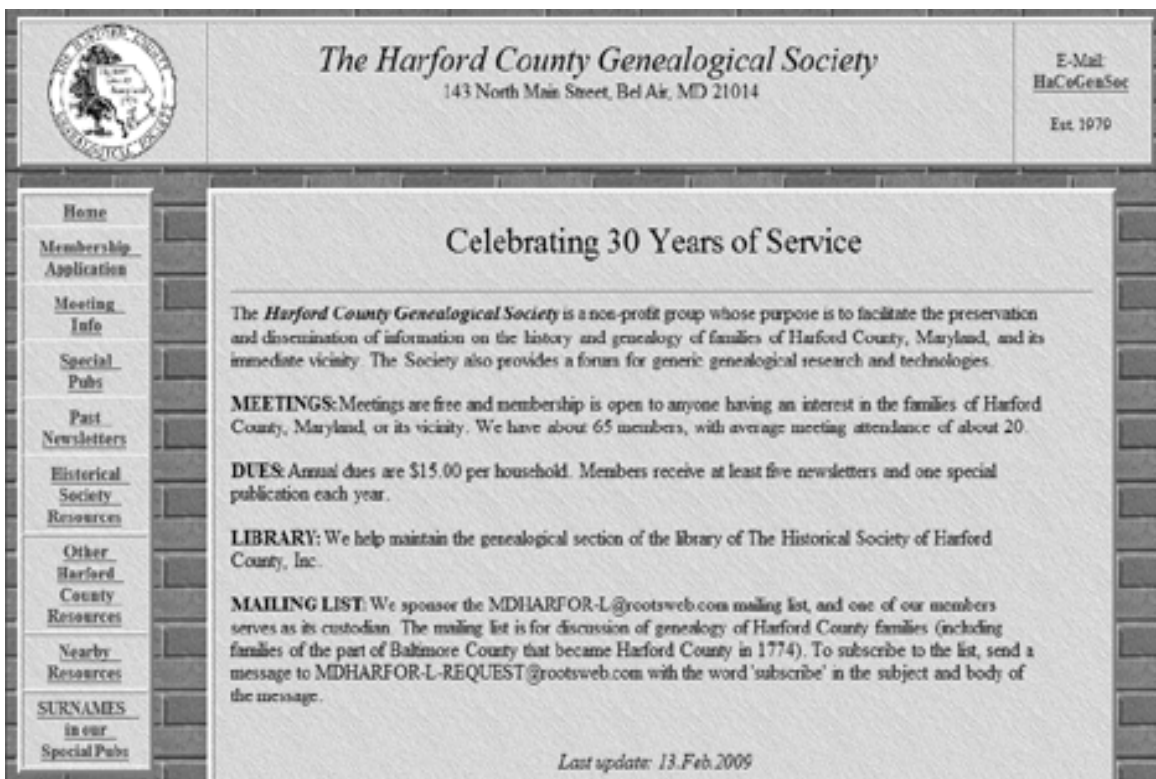 The Harford County Genealogical Society
143 North Main Street, Bel Air, MD 21014
E-Mail:
HaCoGenSoc
Est. 1979
Home
Membership
Application
Meeting
Info
Special
Pubs
Past
Newsletters
Historical
Society
Resources
Other
Harford
County
Resources
Nearby
Resources
SURNAMES
in our
Special Pubs
Celebrating 30 Years of Service
The Harford County Genealogical Society is a non-profit group whose purpose is to facilitate the preservation
and dissemination of information on the history and genealogy of families of Harford County, Maryland, and its
immediate vicinity. The Society also provides a forum for generic genealogical research and technologies.
MEETINGS: Meetings are free and membership is open to anyone having an interest in the families of Harford
County, Maryland, or its vicinity. We have about 65 members, with average meeting attendance of about 20.
DUES: Annual dues are $15.00 per household. Members receive at least five newsletters and one special
publication each year.
LIBRARY: We help maintain the genealogical section of the library of The Historical Society of Harford
County, Inc.
MAILING LIST: We sponsor the MDHARFOR-L@rootsweb.com mailing list, and one of our members
serves as its custodian. The mailing list is for discussion of genealogy of Harford County families (including
families of the part of Baltimore County that became Harford County in 1774). To subscribe to the list, send a
message to MDHARFOR-L-REQUEST@rootsweb.com with the word 'subscribe' in the subject and body of
the message.
Last update: 13.Feb.2009